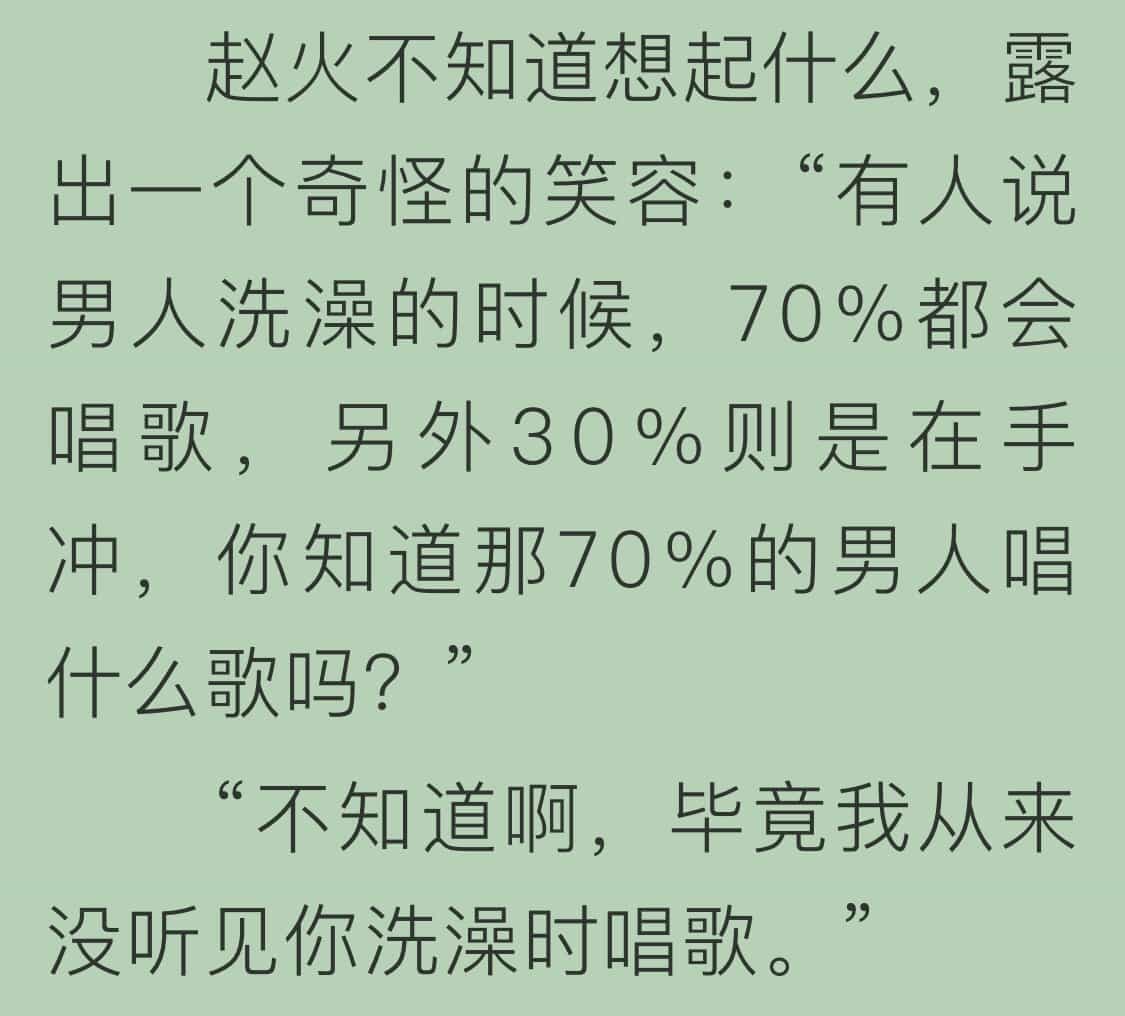 赵火不知道想起什么，露
出一个奇怪的笑容：“有人说
男人洗澡的时候，70%都会
唱歌，另外30%则是在手
冲，你知道那70%的男人唱
什么歌吗？”
“不知道啊，毕竟我从来
没听见你洗澡时唱歌。”